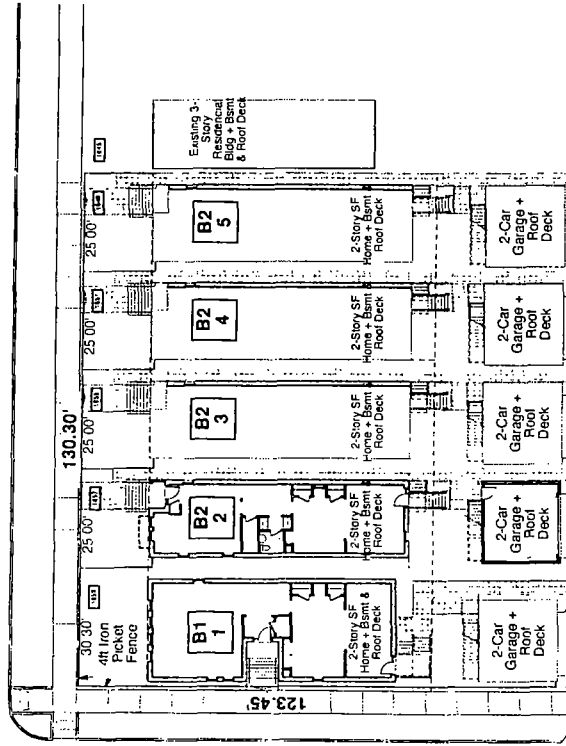 130.30'
123.45'
30 30'
25 00'
25 00'
25 00'
25 00'
4ft Iron
Picket
Fence
B1
1
2-Story SF
Home + Bsmt &
Roof Deck
2-Car
Garage +
Roof
Deck
B2
2
2-Story SF
Home + Bsmt
Roof Deck
2-Car
Garage +
Roof
Deck
B2
3
2-Story SF
Home + Bsmt
Roof Deck
2-Car
Garage +
Roof
Deck
B2
4
2-Story SF
Home + Bsmt
Roof Deck
2-Car
Garage +
Roof
Deck
B2
5
2-Story SF
Home + Bsmt
Roof Deck
2-Car
Garage +
Roof
Deck
Existing 3-
Story
Residencial
Bldg + Bsmt
& Roof Deck